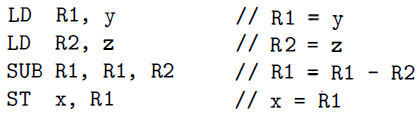 LD R1, y // R1 = y
LD R2, z // R2 = z
SUB R1, R1, R2 // R1 = R1 - R2
ST x, R1 // x = R1